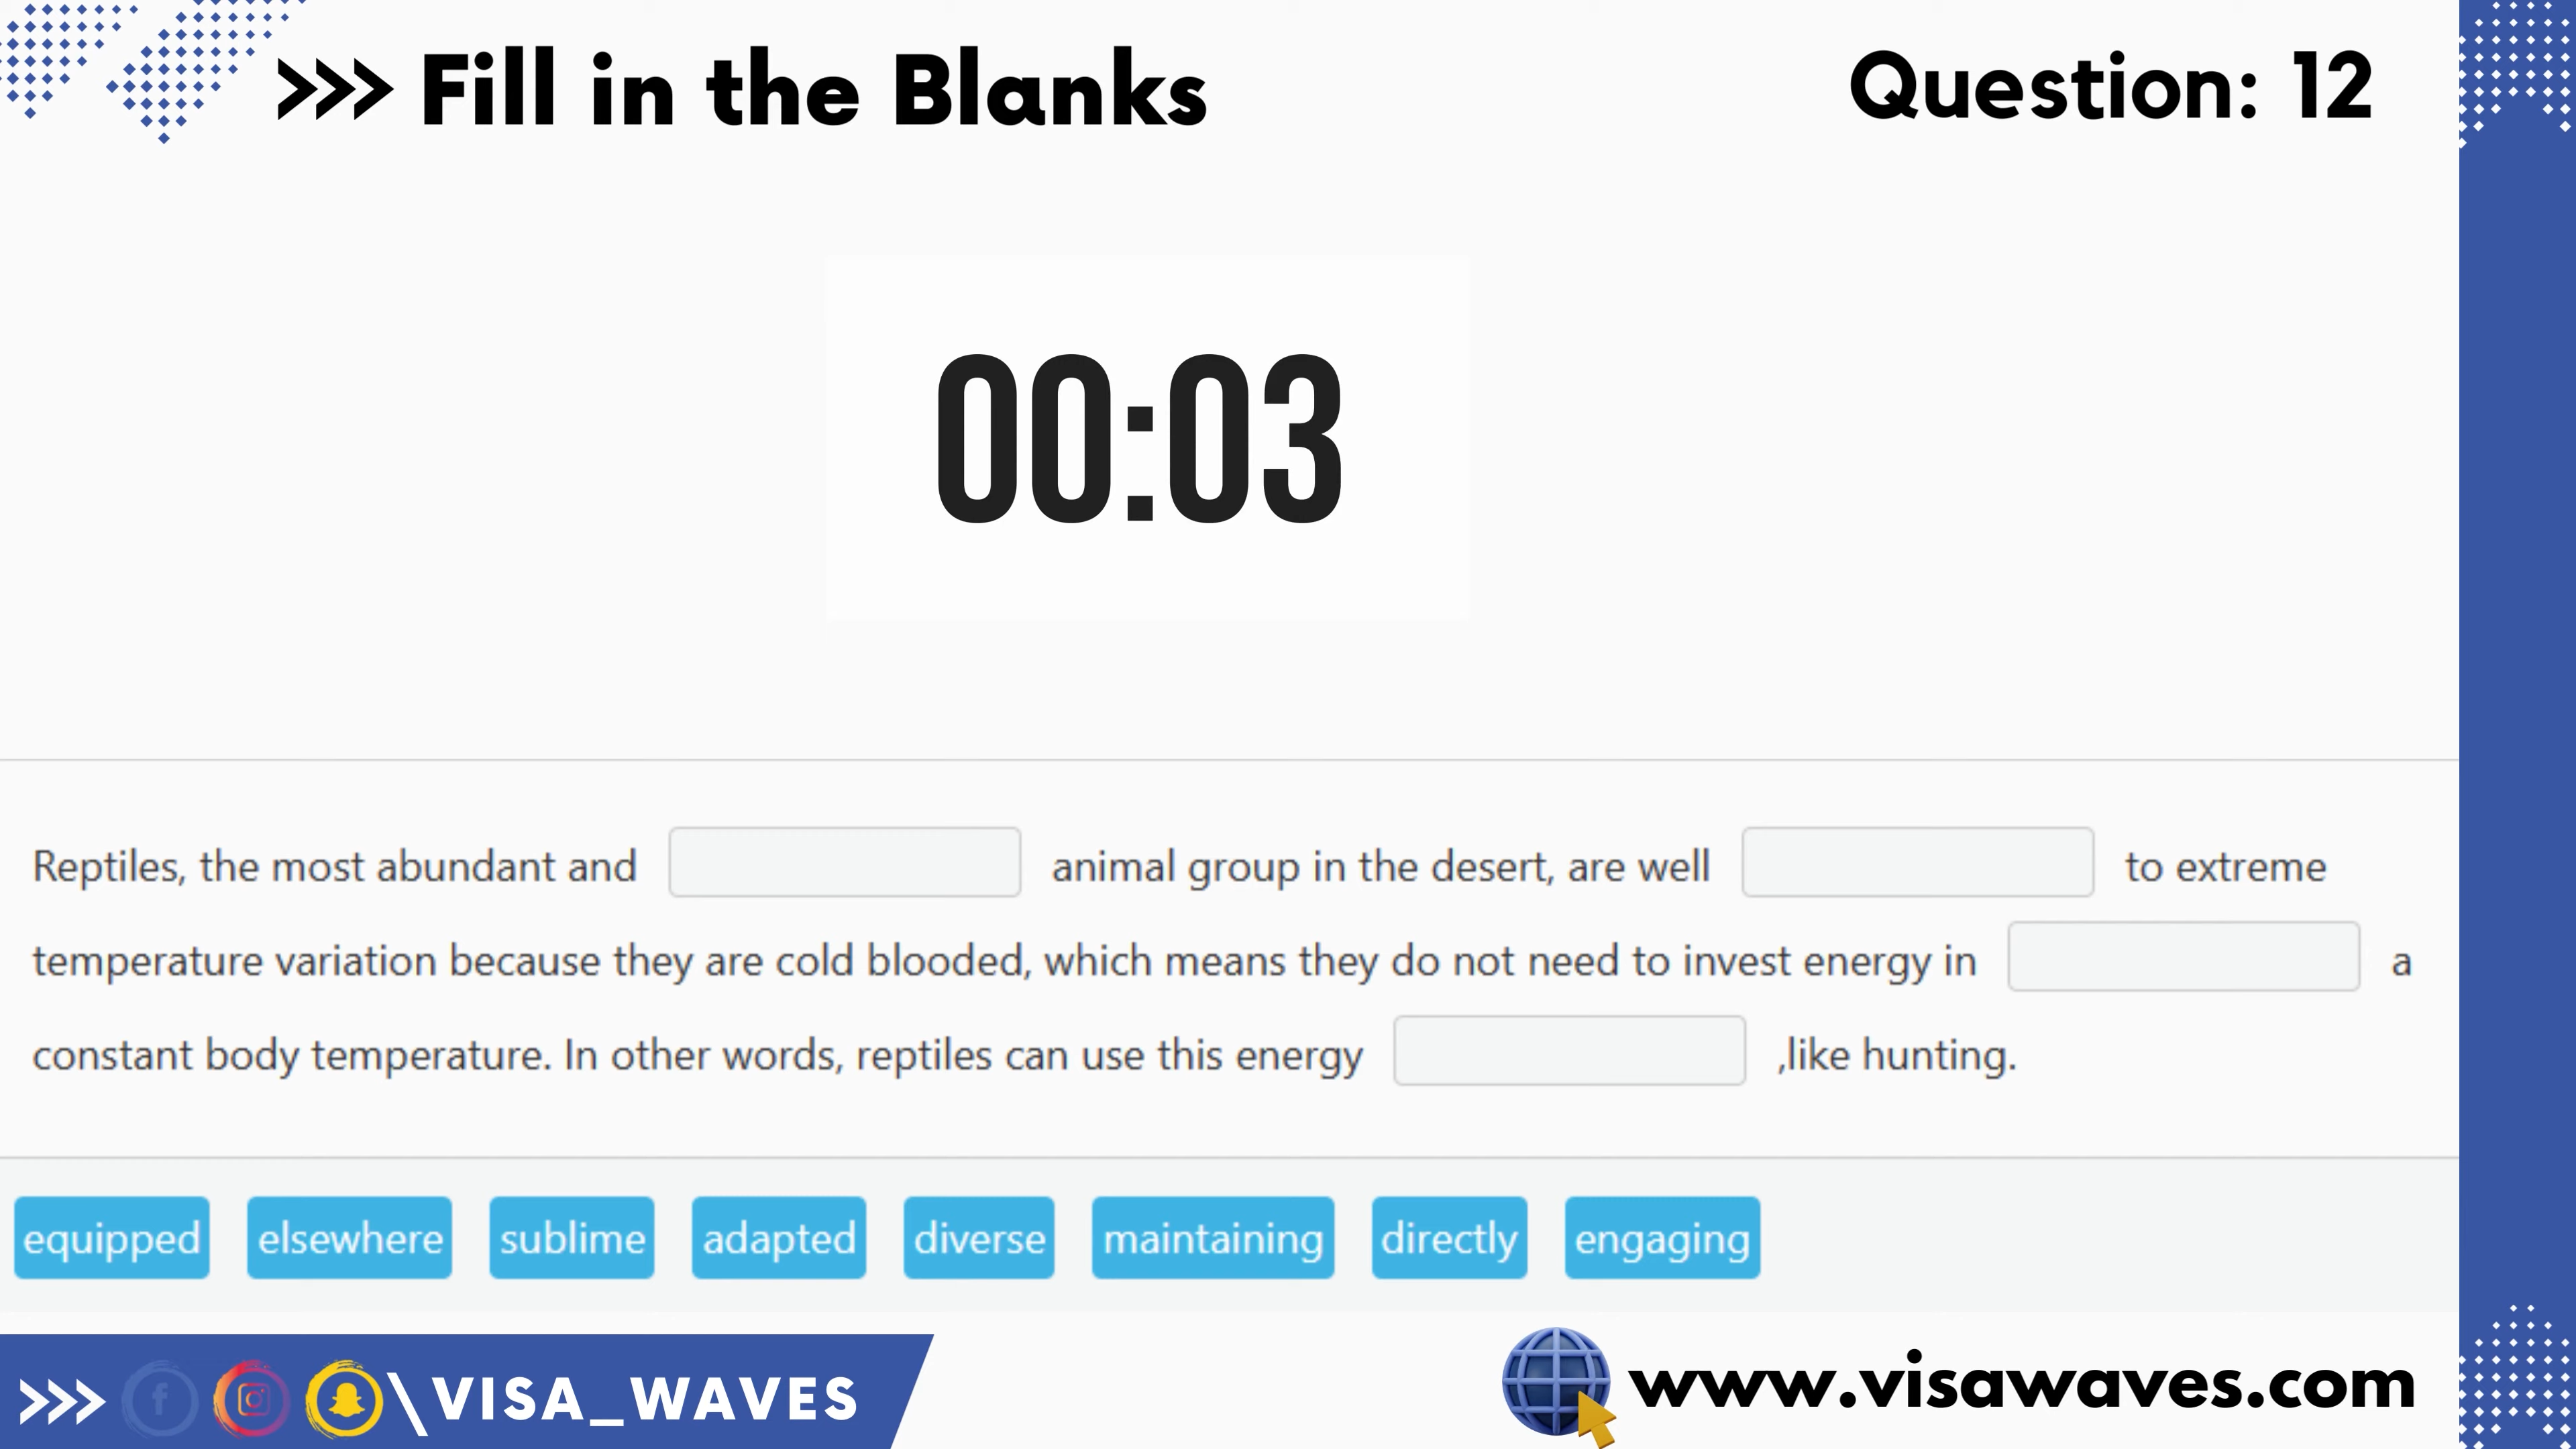 >>> Fill in the Blanks
Question: 12
00:03
Reptiles, the most abundant and animal group in the desert, are well to extreme
temperature variation because they are cold blooded, which means they do not need to invest energy in a
constant body temperature. In other words, reptiles can use this energy ,like hunting.
equipped elsewhere sublime adapted diverse maintaining directly engaging
>>> \VISA_WAVES
www.visawaves.com